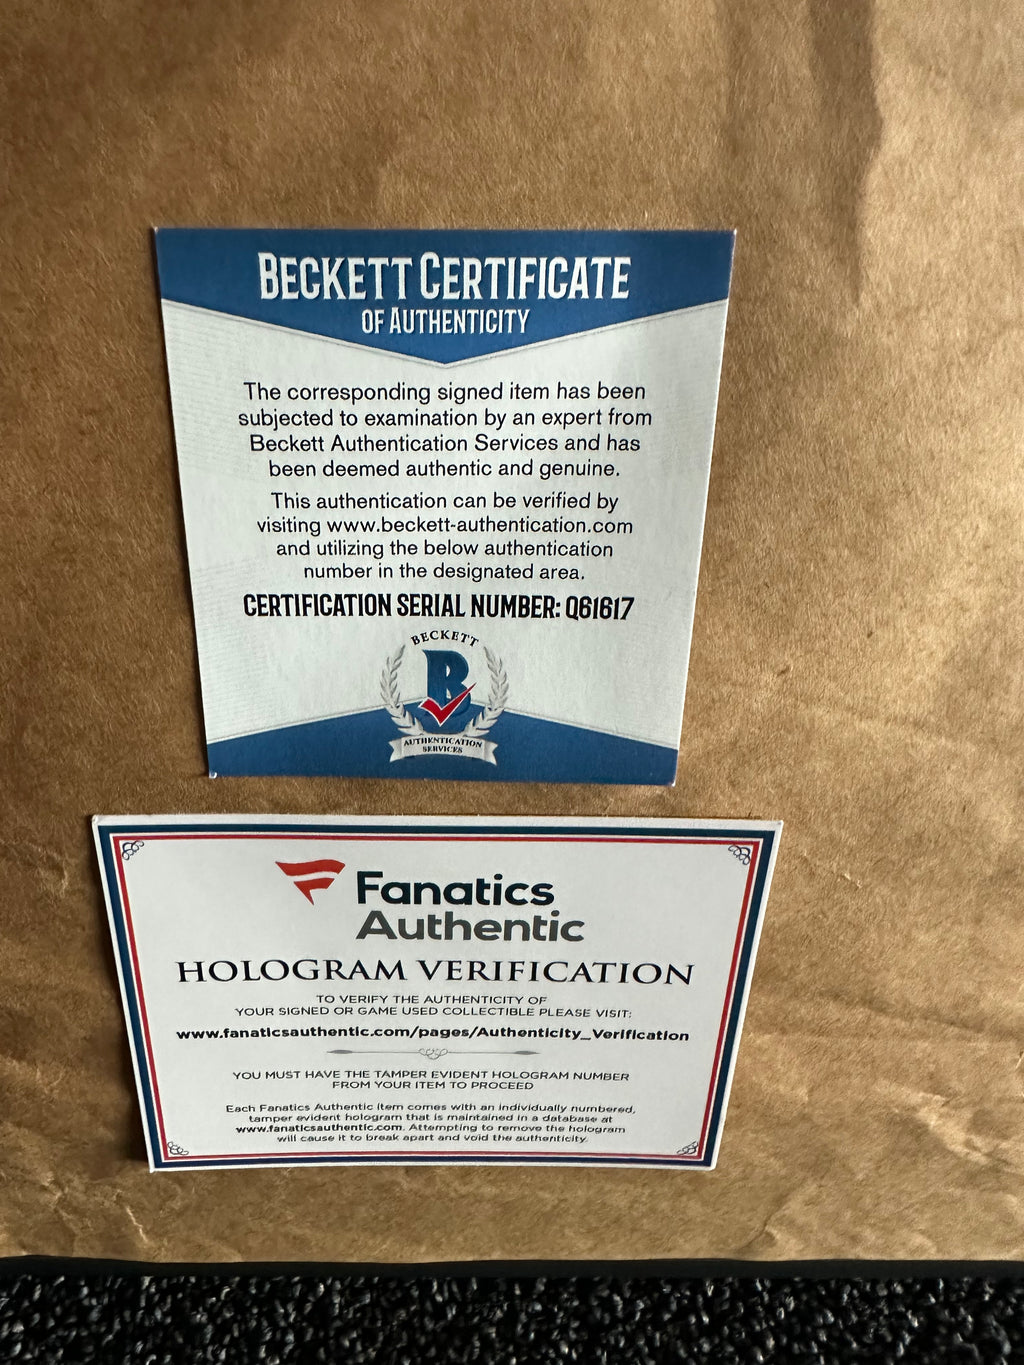 BECKETT CERTIFICATE
OF AUTHENTICITY
The corresponding signed item has been
subjected to examination by an expert from
Beckett Authentication Services and has
been deemed authentic and genuine.
This authentication can be verified by
visiting www.beckett-authentication.com
and utilizing the below authentication
number in the designated area.
CERTIFICATION SERIAL NUMBER: Q61617
BECKETT
B
AUTHENTICATION
SERVICES
Fanatics
Authentic
HOLOGRAM VERIFICATION
TO VERIFY THE AUTHENTICITY OF
YOUR SIGNED OR GAME USED COLLECTIBLE PLEASE VISIT:
www.fanaticsauthentic.com/pages/Authenticity_Verification
YOU MUST HAVE THE TAMPER EVIDENT HOLOGRAM NUMBER
FROM YOUR ITEM TO PROCEED
Each Fanatics Authentic item comes with an individually numbered,
tamper evident hologram that is maintained in a database at
www.fanaticsauthentic.com. Attempting to remove the hologram
will cause it to break apart and void the authenticity.